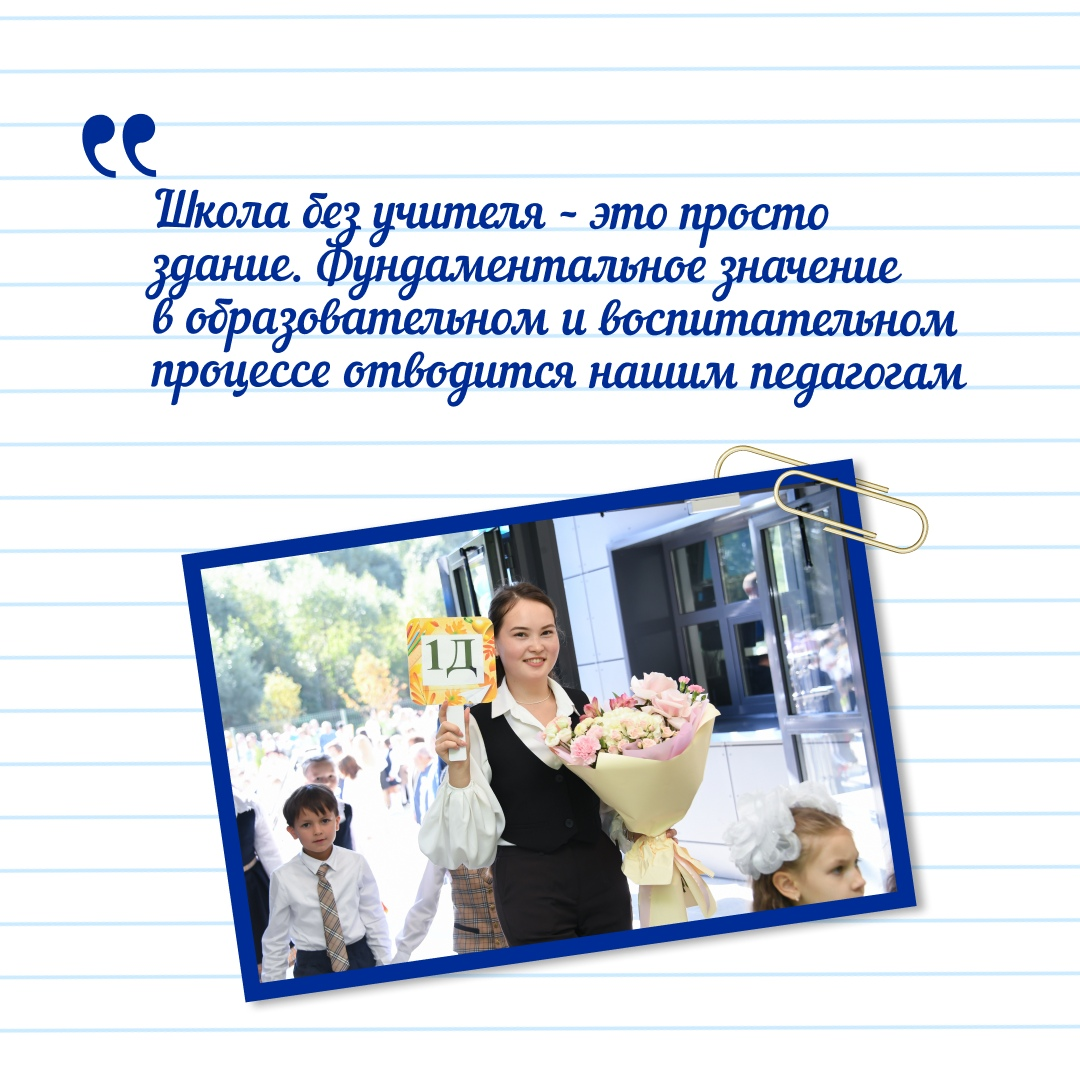 Школа без учителя - это просто
здание. Фундаментальное значение
в образовательном и воспитательном
процессе отводится нашим педагогам
1Д